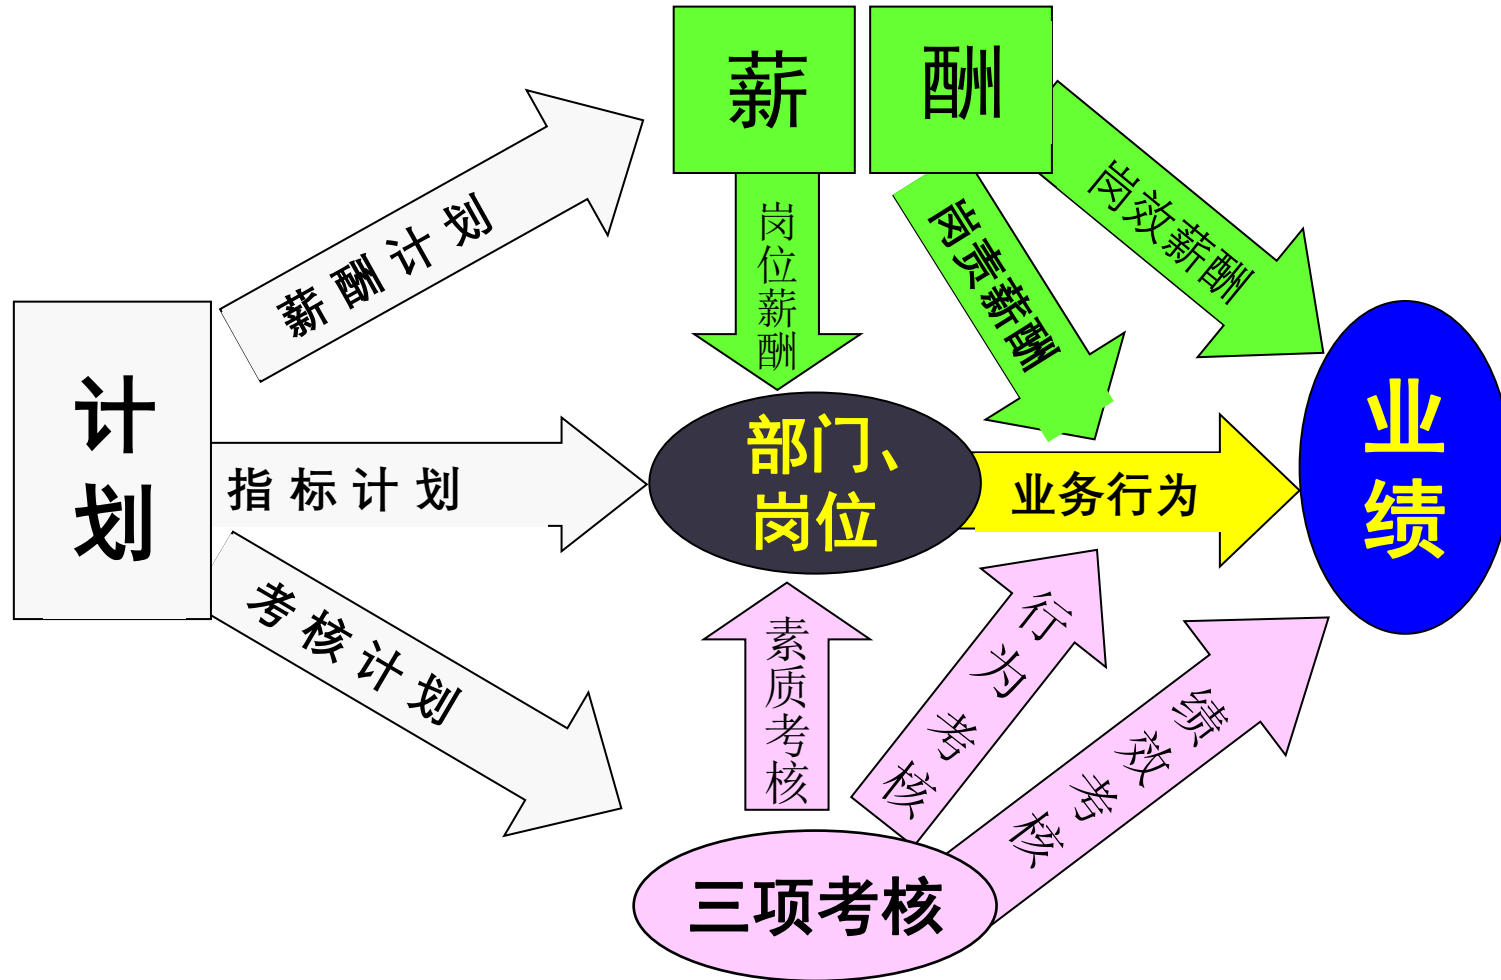 薪 酬
薪 酬 计 划
岗位薪酬
岗责薪酬
岗效薪酬
计
划
指 标 计 划
部门、
岗位
业务行为
业
绩
考 核 计 划
素质考核
行为考核
绩效考核
三项考核